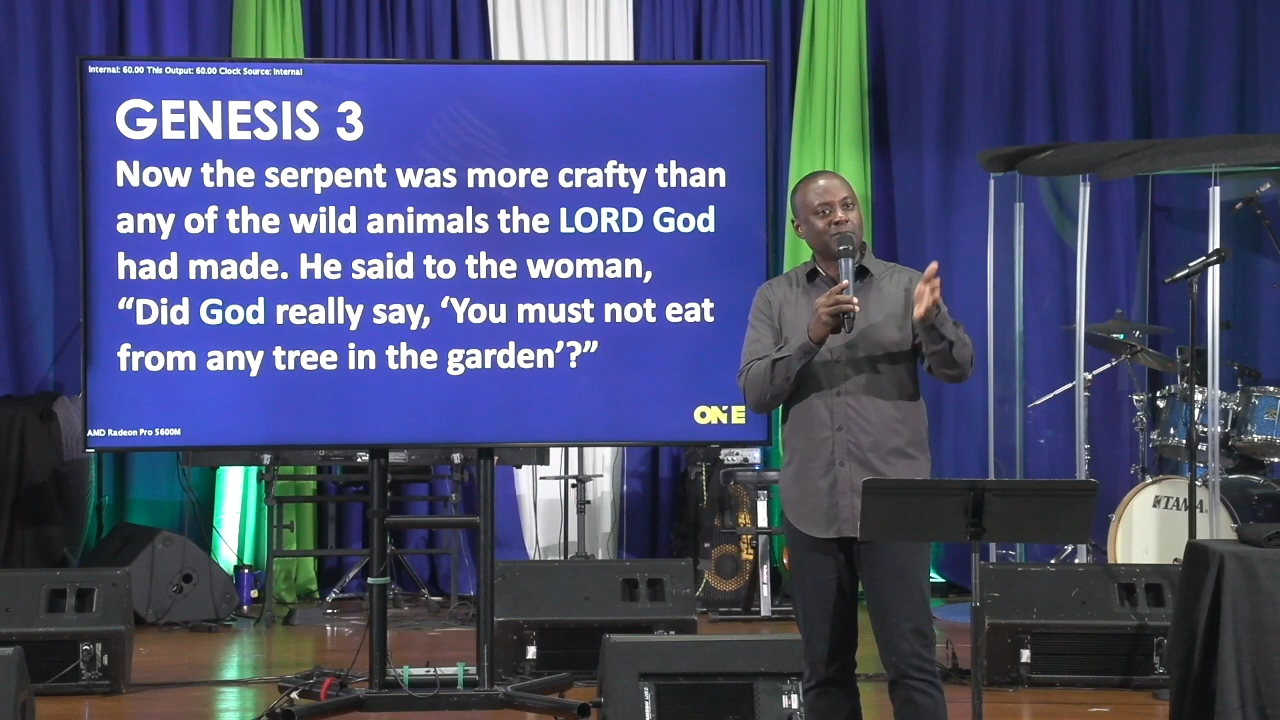 Internal: 60.00 This Output: 60.00 Clock Source: Internal
GENESIS 3
Now the serpent was more crafty than
any of the wild animals the LORD God
had made. He said to the woman,
“Did God really say, ‘You must not eat
from any tree in the garden’?”
ONE
AMD Radeon Pro 5600M
TAMA